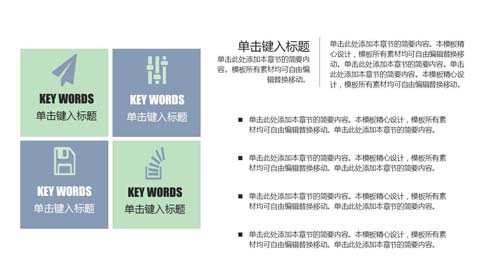 KEY WORDS
单击键入标题
KEY WORDS
单击键入标题
KEY WORDS
单击键入标题
KEY WORDS
单击键入标题
单击键入标题
单击此处添加本章节的简要内
容。模板所有素材均可自由编
辑替换移动。
单击此处添加本章节的简要内容。本模板精
心设计，模板所有素材均可自由编辑替换移
动。单击此处添加本章节的简要内容。单击
此处添加本章节的简要内容。本模板精心设
计，模板所有素材均可自由编辑替换移动。
■ 单击此处添加本章节的简要内容。本模板精心设计，模板所有素
材均可自由编辑替换移动。单击此处添加本章节的简要内容。
■ 单击此处添加本章节的简要内容。本模板精心设计，模板所有素
材均可自由编辑替换移动。单击此处添加本章节的简要内容。
■ 单击此处添加本章节的简要内容。本模板精心设计，模板所有素
材均可自由编辑替换移动。单击此处添加本章节的简要内容。
■ 单击此处添加本章节的简要内容。本模板精心设计，模板所有素
材均可自由编辑替换移动。单击此处添加本章节的简要内容。